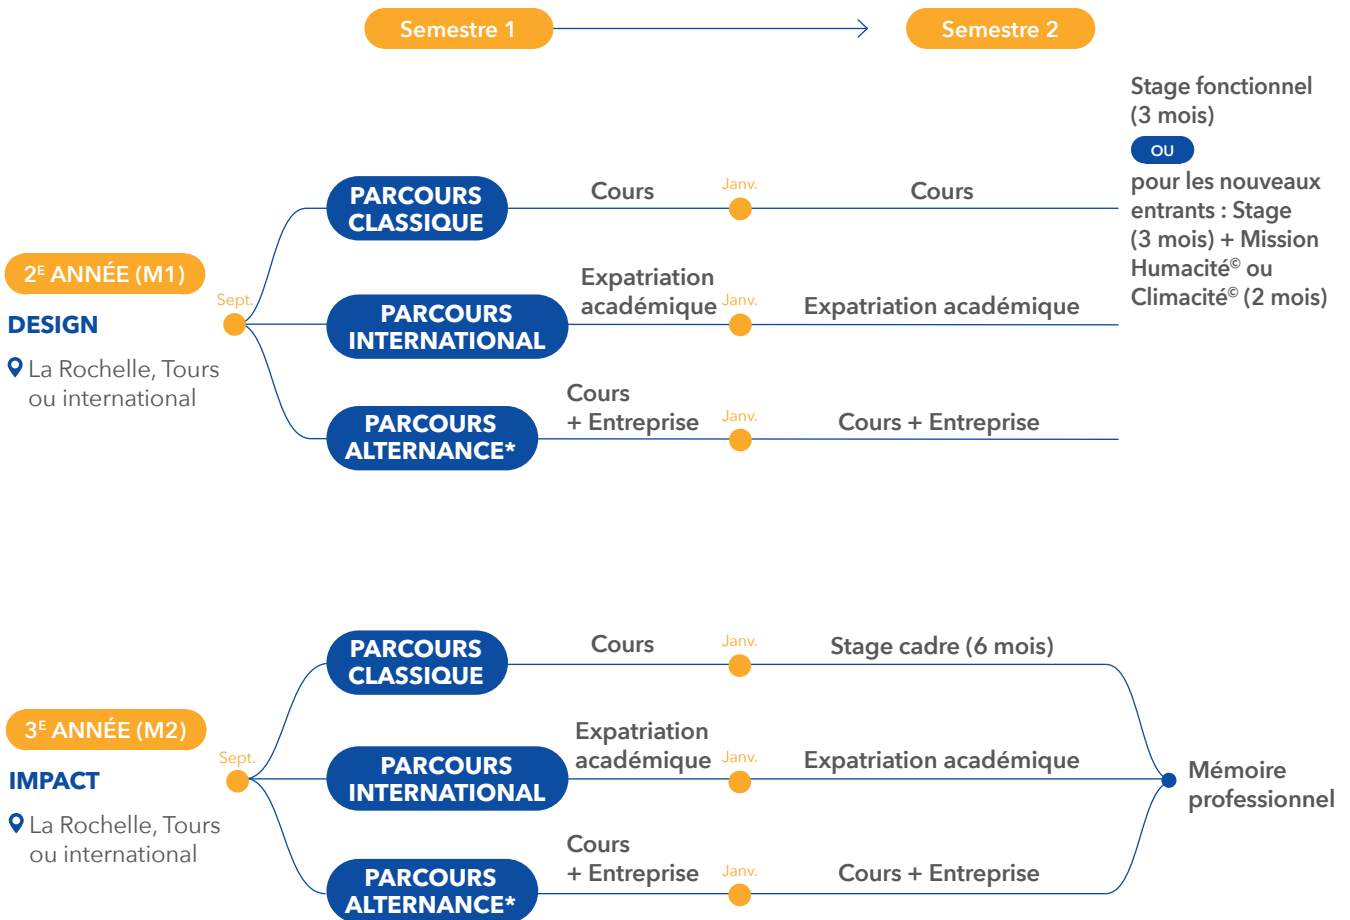 Semestre 1
Semestre 2
Stage fonctionnel
(3 mois)
OU
pour les nouveaux
entrants : Stage
(3 mois) + Mission
Humacité© ou
Climacité© (2 mois)
2E ANNÉE (M1)
DESIGN
La Rochelle, Tours
ou international
Sept.
PARCOURS
CLASSIQUE
Cours
Janv.
Cours
PARCOURS
INTERNATIONAL
Expatriation
académique
Janv.
Expatriation académique
PARCOURS
ALTERNANCE*
Cours
+ Entreprise
Janv.
Cours + Entreprise
3E ANNÉE (M2)
IMPACT
La Rochelle, Tours
ou international
Sept.
PARCOURS
CLASSIQUE
Cours
Janv.
Stage cadre (6 mois)
PARCOURS
INTERNATIONAL
Expatriation
académique
Janv.
Expatriation académique
PARCOURS
ALTERNANCE*
Cours
+ Entreprise
Janv.
Cours + Entreprise
Mémoire
professionnel